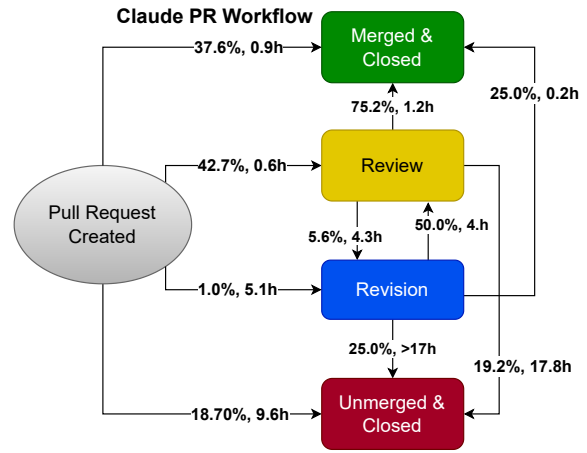 Claude PR Workflow
Merged &
Closed
37.6%, 0.9h
25.0%, 0.2h
75.2%, 1.2h
Review
42.7%, 0.6h
Pull Request
Created
5.6%, 4.3h
50.0%, 4.h
1.0%, 5.1h
Revision
25.0%, >17h
19.2%, 17.8h
Unmerged &
Closed
18.70%, 9.6h